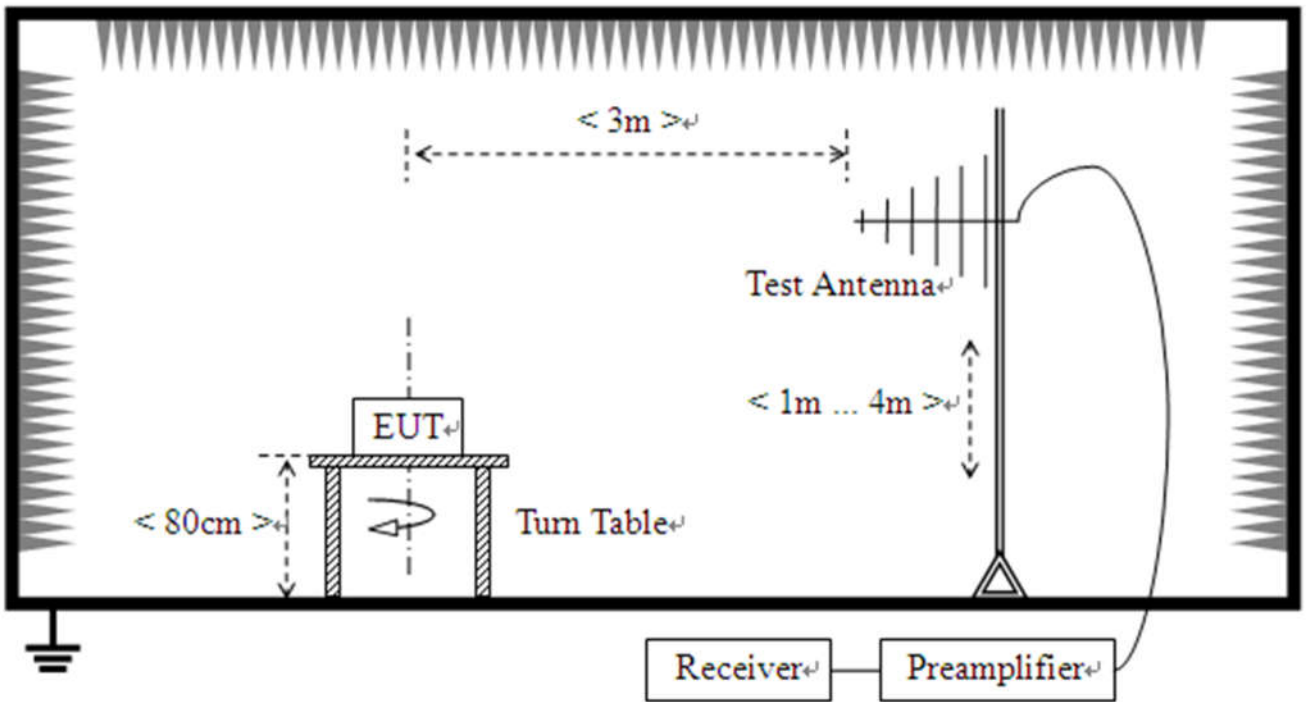 < 3m >↵
Test Antenna↵
< 1m ... 4m >↵
EUT↵
< 80cm >↵
Turn Table↵
Receiver↵
Preamplifier↵